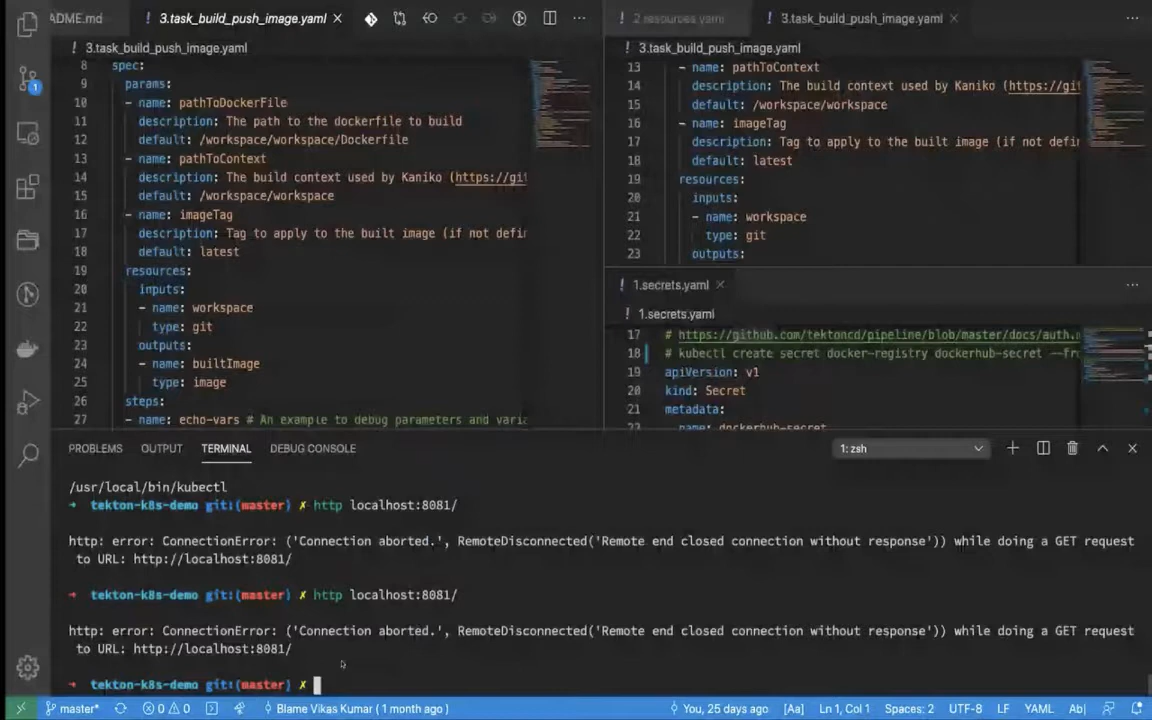 ADME.md
! 3.task_build_push_image.yaml ×
! 3.task_build_push_image.yaml
8 spec:
9 params:
10 - name: pathToDockerFile
11 description: The path to the dockerfile to build
12 default: /workspace/workspace/Dockerfile
13 - name: pathToContext
14 description: The build context used by Kaniko (https://git
15 default: /workspace/workspace
16 - name: imageTag
17 description: Tag to apply to the built image (if not defin
18 default: latest
19 resources:
20 inputs:
21 - name: workspace
22 type: git
23 outputs:
24 - name: builtImage
25 type: image
26 steps:
27 - name: echo-vars # An example to debug parameters and varia
! 2.resources.yaml
! 3.task_build_push_image.yaml ×
! 3.task_build_push_image.yaml
13 - name: pathToContext
14 description: The build context used by Kaniko (https://git
15 default: /workspace/workspace
16 - name: imageTag
17 description: Tag to apply to the built image (if not defin
18 default: latest
19 resources:
20 inputs:
21 - name: workspace
22 type: git
23 outputs:
! 1.secrets.yaml ×
! 1.secrets.yaml
17 # https://github.com/tektoncd/pipeline/blob/master/docs/auth.m
18 # kubectl create secret docker-registry dockerhub-secret --fro
19 apiVersion: v1
20 kind: Secret
21 metadata:
22 name: dockerhub-secret
1
PROBLEMS OUTPUT TERMINAL DEBUG CONSOLE 1: zsh
/usr/local/bin/kubectl
➜ tekton-k8s-demo git:(master) ✗ http localhost:8081/
http: error: ConnectionError: ('Connection aborted.', RemoteDisconnected('Remote end closed connection without response')) while doing a GET request
to URL: http://localhost:8081/
➜ tekton-k8s-demo git:(master) ✗ http localhost:8081/
http: error: ConnectionError: ('Connection aborted.', RemoteDisconnected('Remote end closed connection without response')) while doing a GET request
to URL: http://localhost:8081/
➜ tekton-k8s-demo git:(master) ✗
master* 0 0 Blame Vikas Kumar ( 1 month ago ) You, 25 days ago [Aa] Ln 1, Col 1 Spaces: 2 UTF-8 LF YAML Ab|